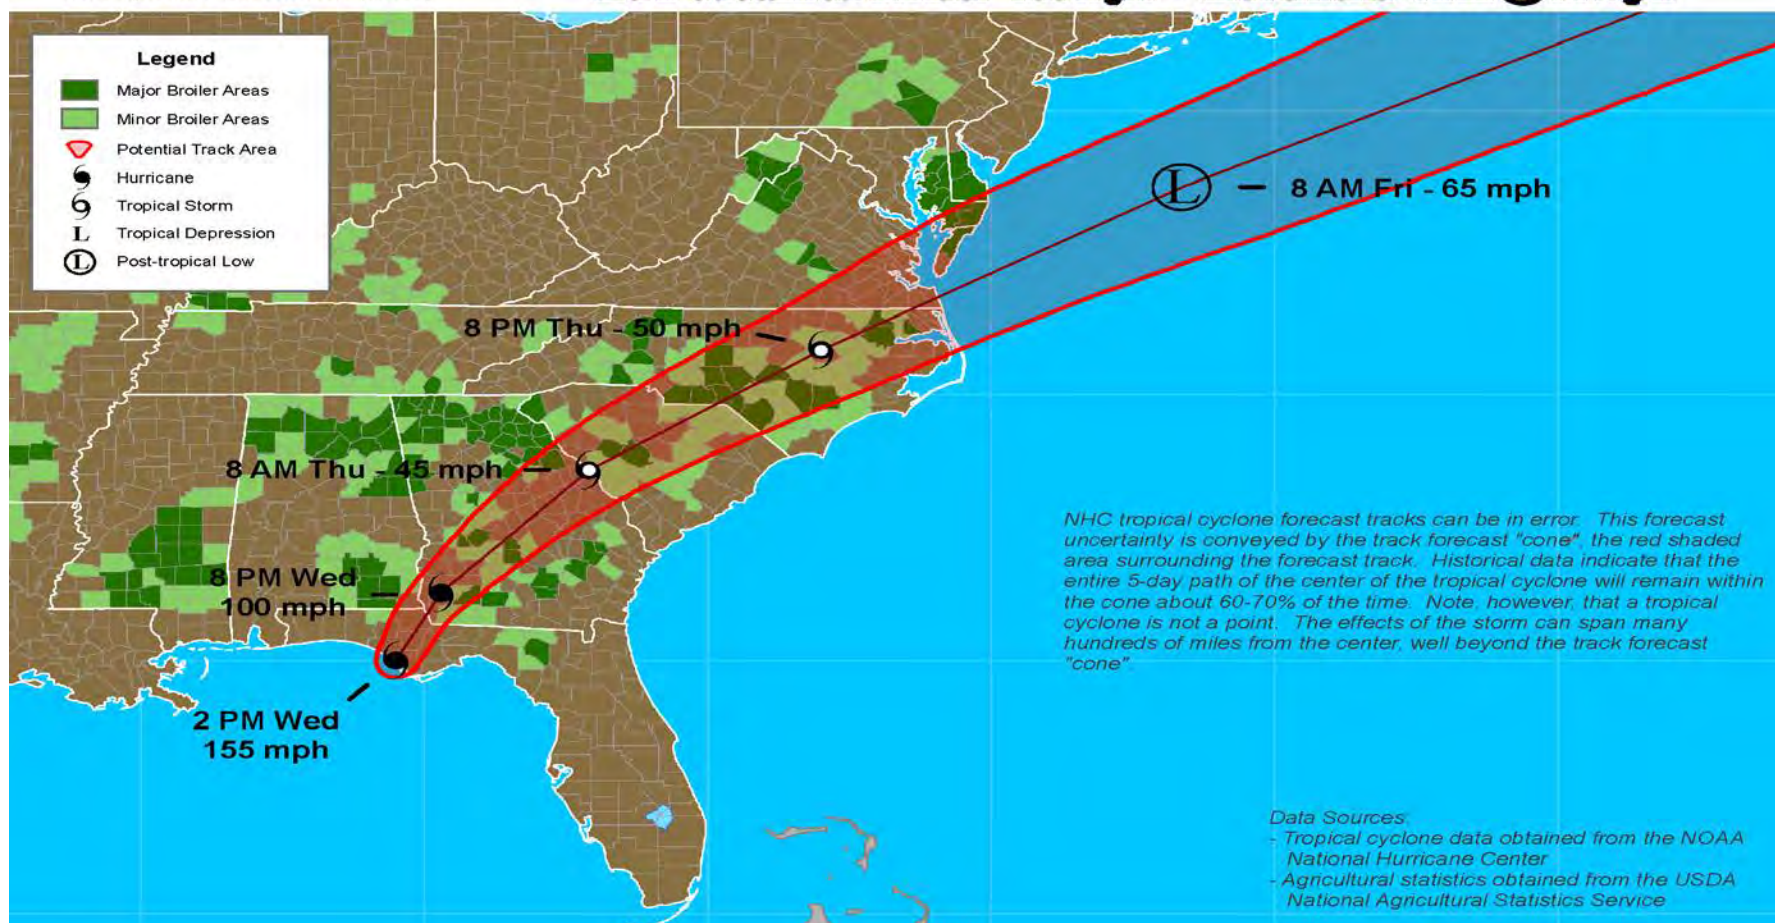 Legend
Major Broiler Areas
Minor Broiler Areas
Potential Track Area
Hurricane
Tropical Storm
L Tropical Depression
L Post-tropical Low
L – 8 AM Fri - 65 mph
8 PM Thu - 50 mph
8 AM Thu - 45 mph
8 PM Wed
100 mph
2 PM Wed
155 mph
NHC tropical cyclone forecast tracks can be in error. This forecast
uncertainty is conveyed by the track forecast "cone", the red shaded
area surrounding the forecast track. Historical data indicate that the
entire 5-day path of the center of the tropical cyclone will remain within
the cone about 60-70% of the time. Note, however, that a tropical
cyclone is not a point. The effects of the storm can span many
hundreds of miles from the center, well beyond the track forecast
"cone".
Data Sources:
- Tropical cyclone data obtained from the NOAA
National Hurricane Center
- Agricultural statistics obtained from the USDA
National Agricultural Statistics Service